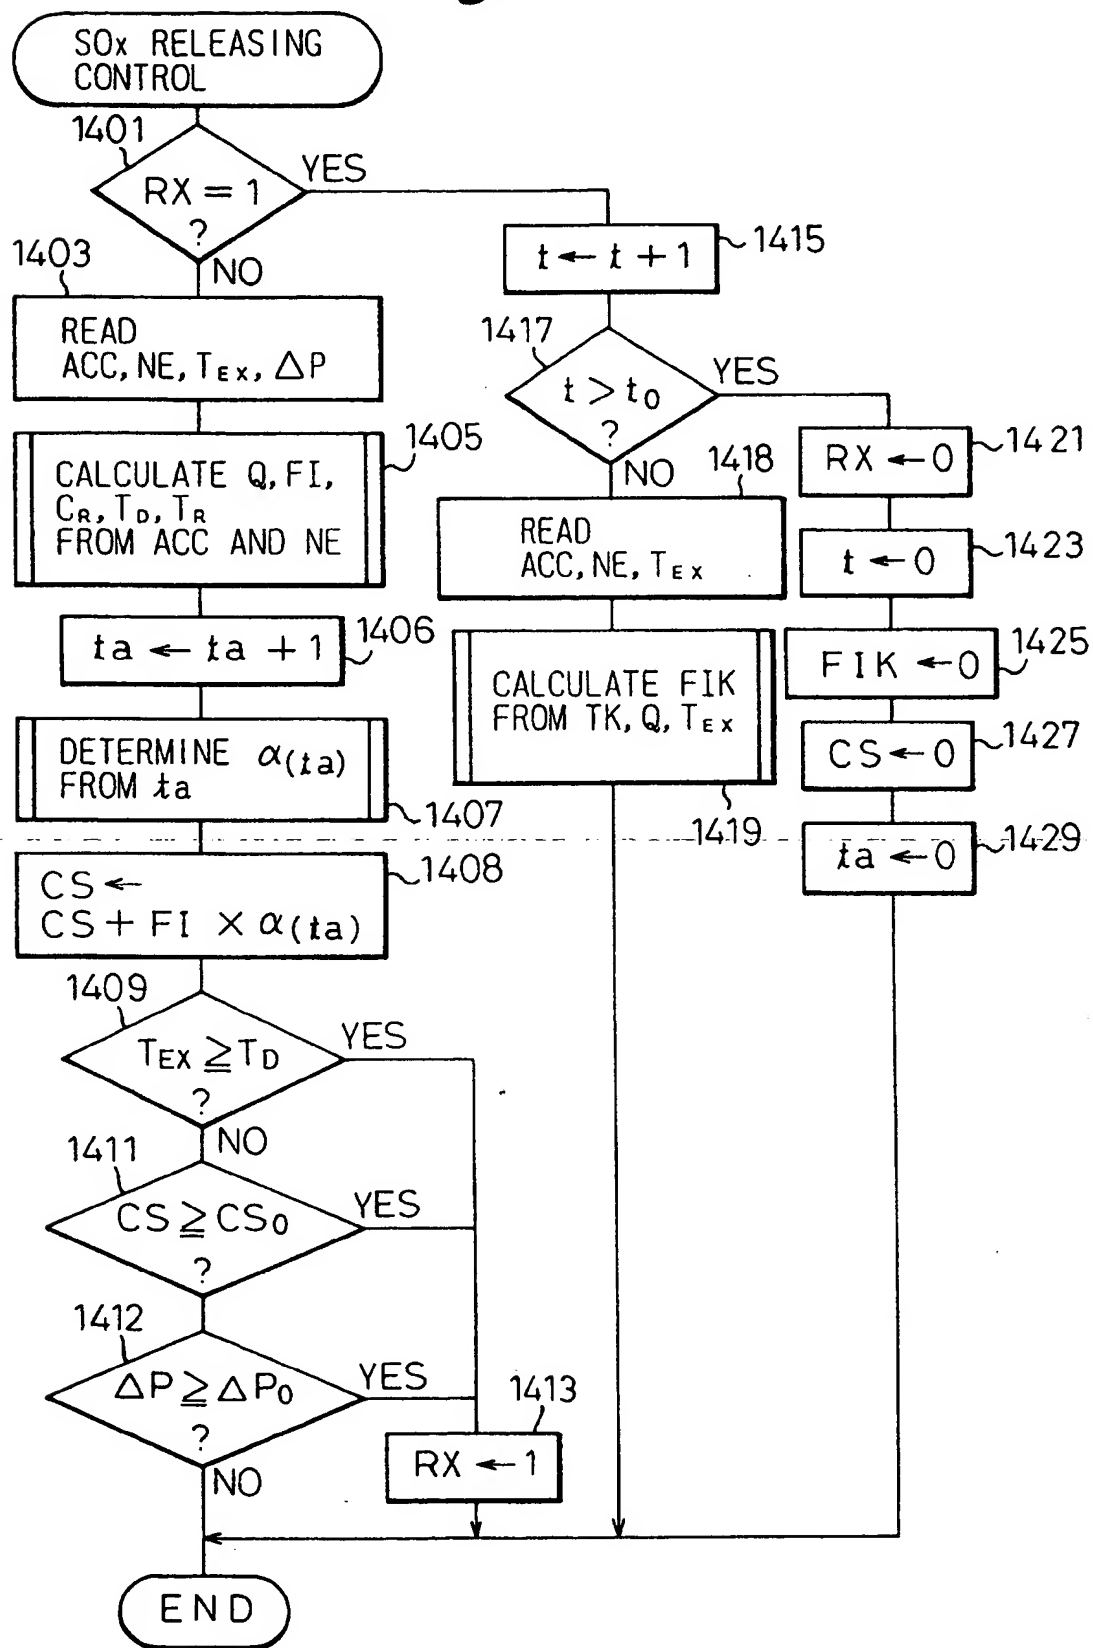 SOx RELEASING
CONTROL
1401
RX = 1
?
YES
NO
1403
READ
ACC, NE, TEX, △P
1405
CALCULATE Q, FI,
CR, TD, TR
FROM ACC AND NE
1406
ta ← ta + 1
DETERMINE α(ta)
FROM ta
1407
1408
CS ←
CS + FI × α(ta)
1409
TEX ≧ TD
?
YES
NO
1411
CS ≧ CS0
?
YES
1412
△P ≧ △P0
?
YES
NO
1413
RX ← 1
1415
t ← t + 1
1417
t > t0
?
YES
NO
1418
READ
ACC, NE, TEX
CALCULATE FIK
FROM TK, Q, TEX
1419
1421
RX ← 0
1423
t ← 0
1425
FIK ← 0
1427
CS ← 0
1429
ta ← 0
END